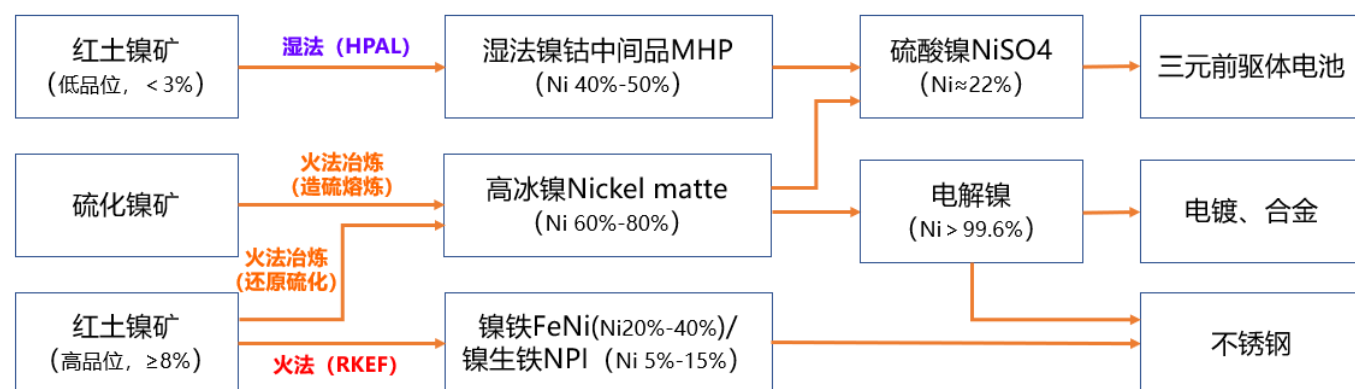 红土镍矿
(低品位，＜3%)
湿法（HPAL）
湿法镍钴中间品MHP
（Ni 40%-50%）
硫酸镍NiSO4
（Ni≈22%）
三元前驱体电池
硫化镍矿
火法冶炼
(造硫熔炼)
高冰镍Nickel matte
（Ni 60%-80%）
电解镍
（Ni＞99.6%）
电镀、合金
火法冶炼
(还原硫化)
红土镍矿
(高品位，≥8%)
火法（RKEF）
镍铁FeNi(Ni20%-40%)/
镍生铁NPI（Ni 5%-15%）
不锈钢